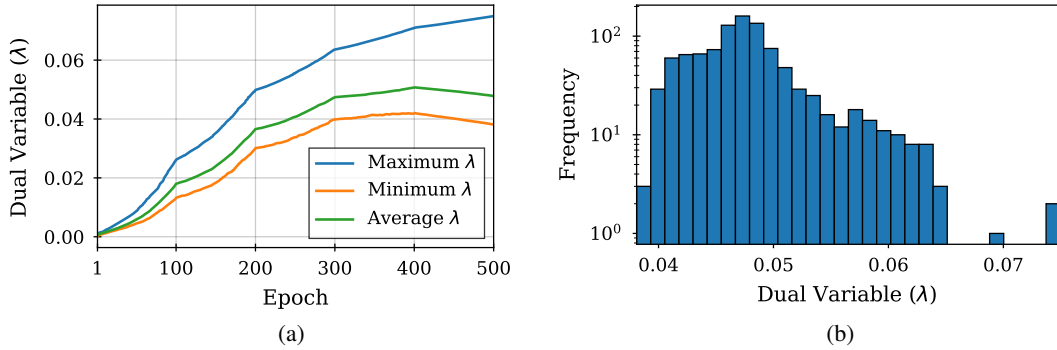 Dual Variable (λ)
0.06
0.04
0.02
0.00
Maximum λ
Minimum λ
Average λ
1 100 200 300 400 500
Epoch
(a)
Frequency
10²
10¹
10⁰
0.04 0.05 0.06 0.07
Dual Variable (λ)
(b)